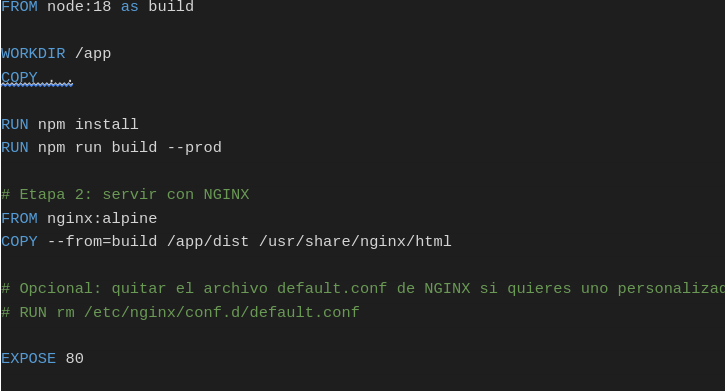 FROM node:18 as build
WORKDIR /app
COPY . .
RUN npm install
RUN npm run build --prod
# Etapa 2: servir con NGINX
FROM nginx:alpine
COPY --from=build /app/dist /usr/share/nginx/html
# Opcional: quitar el archivo default.conf de NGINX si quieres uno personalizad
# RUN rm /etc/nginx/conf.d/default.conf
EXPOSE 80